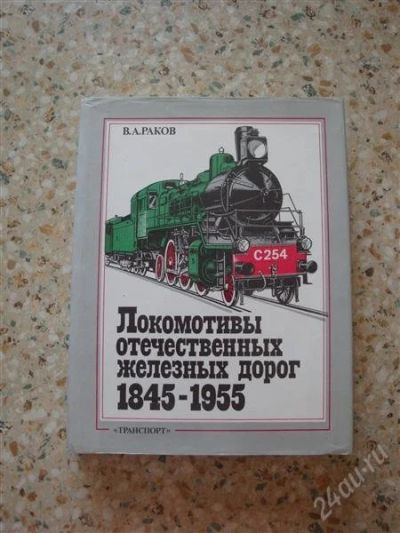 В.А.РАКОВ
С254
Локомотивы
отечественных
железных дорог
1845-1955
«ТРАНСПОРТ»
24au.ru